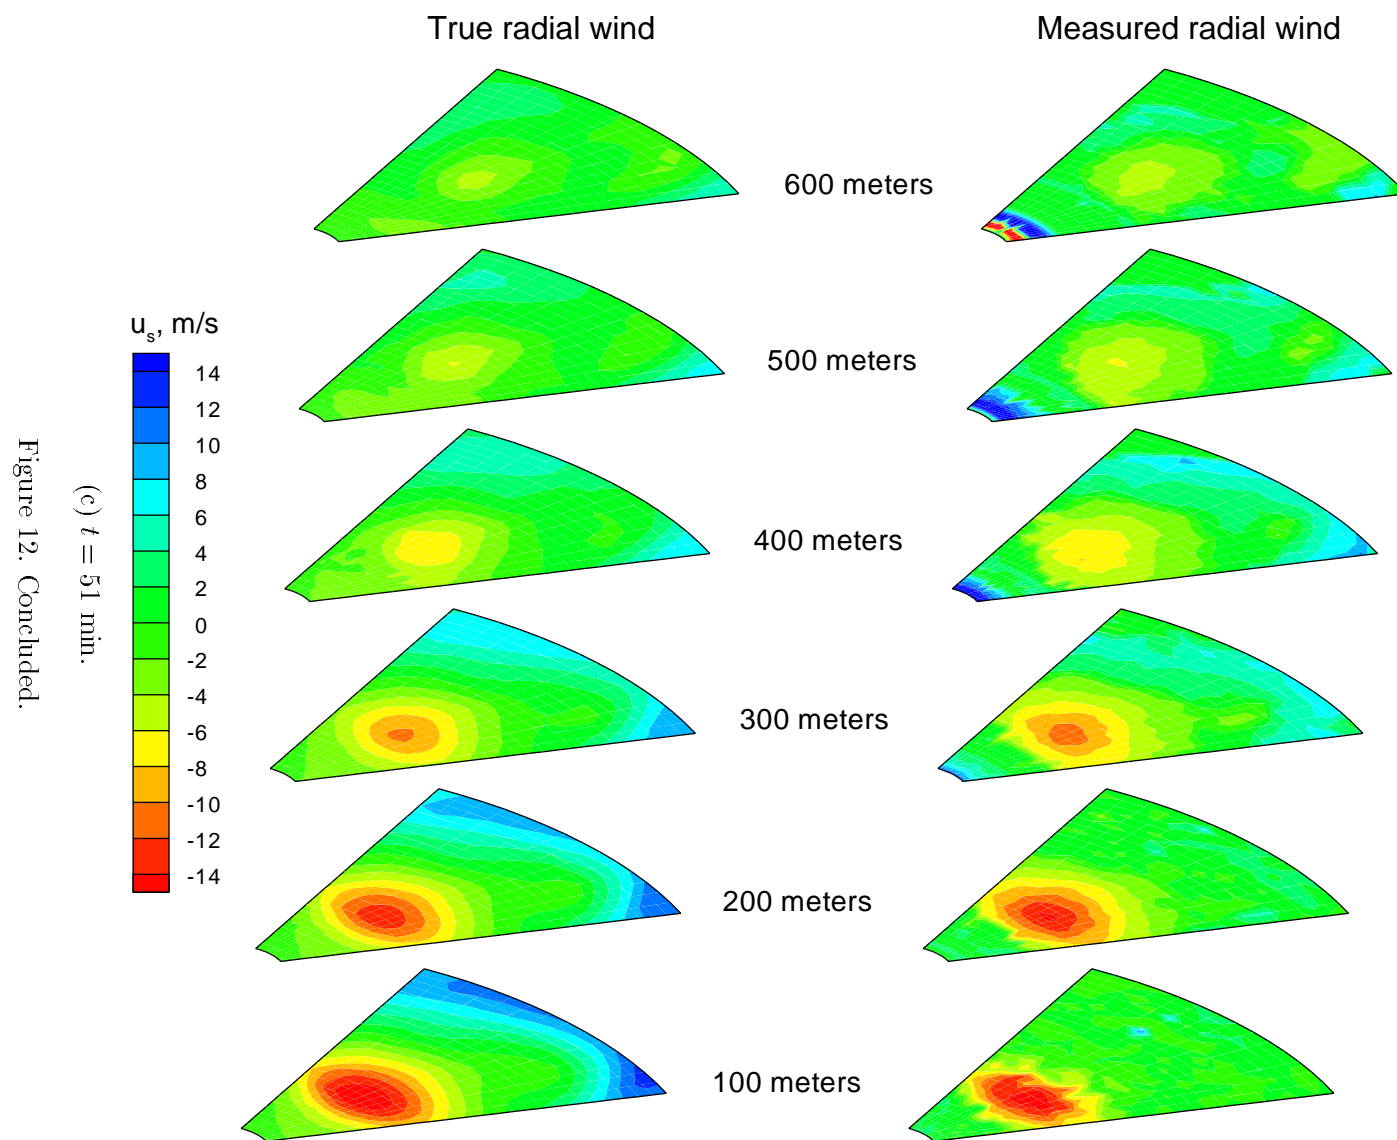 True radial wind
Measured radial wind
600 meters
500 meters
400 meters
300 meters
200 meters
100 meters
u_s, m/s
14
12
10
8
6
4
2
0
-2
-4
-6
-8
-10
-12
-14
(c) t = 51 min.
Figure 12. Concluded.